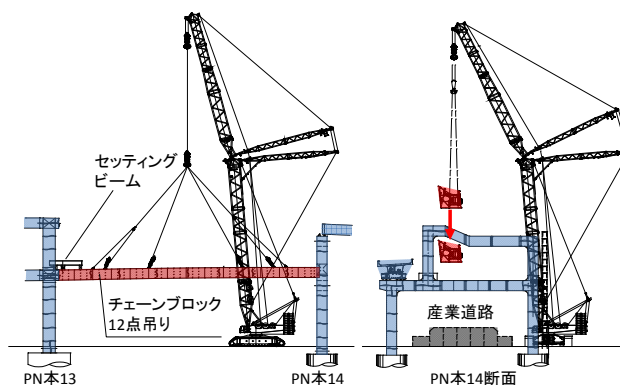 セッティング
ビーム
チェーンブロック
12点吊り
産業道路
PN本13
PN本14
PN本14断面